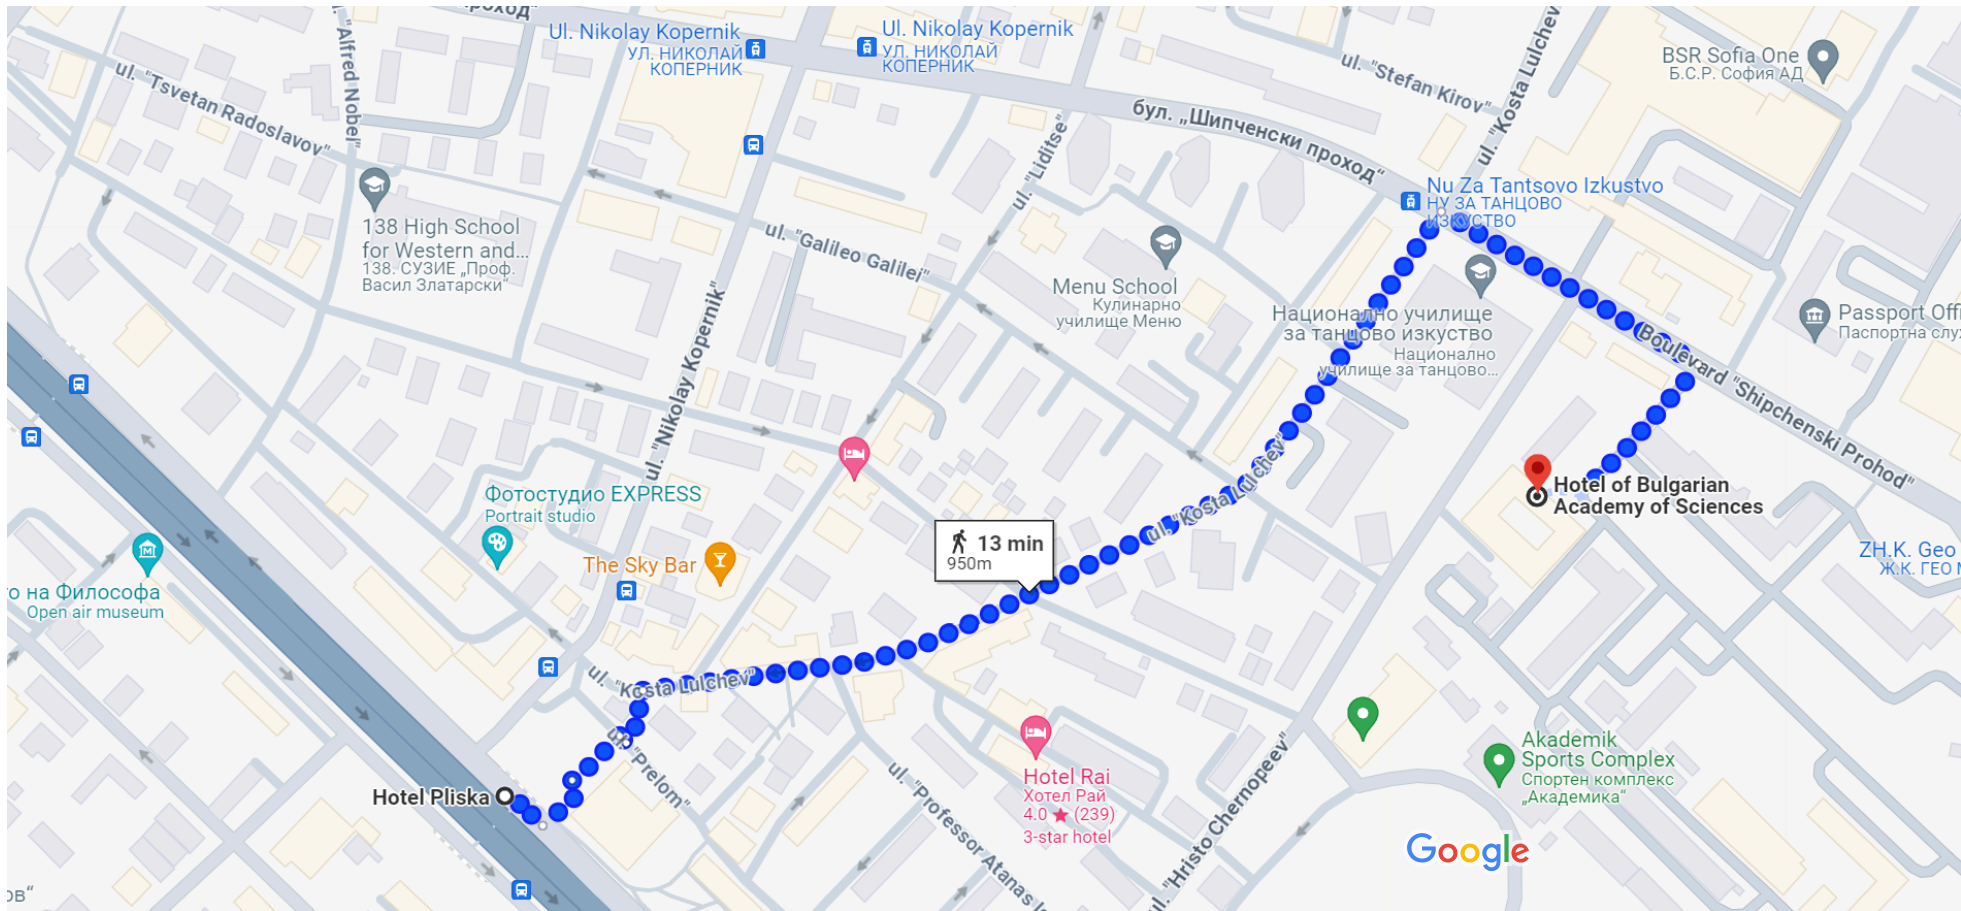 проход"
ul. "Alfred Nobel"
Ul. Nikolay Kopernik
УЛ. НИКОЛАЙ
КОПЕРНИК
Ul. Nikolay Kopernik
УЛ. НИКОЛАЙ
КОПЕРНИК
ul. "Kosta Lulchev"
BSR Sofia One
Б.С.Р. София АД
ul. "Stefan Kirov"
ul. "Tsvetan Radoslavov"
бул. „Шипченски проход"
ul. "Liditse"
138 High School
for Western and...
138. СУЗИЕ „Проф.
Васил Златарски"
Nu Za Tantsovo Izkustvo
НУ ЗА ТАНЦОВО
ИЗКУСТВО
ul. "Galileo Galilei"
Menu School
Кулинарно
училище Меню
Национално училище
за танцово изкуство
Национално
училище за танцово...
Passport Offi
Паспортна слу
ul. "Nikolay Kopernik"
Boulevard "Shipchenski Prohod"
ul. "Kosta Lulchev"
Hotel of Bulgarian
Academy of Sciences
Фотостудио EXPRESS
Portrait studio
The Sky Bar
13 min
950m
ZH.K. Geo
Ж.К. ГЕО М
то на Философа
Open air museum
ul. "Kosta Lulchev"
ul. "Prelom"
Hotel Pliska
Hotel Rai
Хотел Рай
4.0 ★ (239)
3-star hotel
ul. "Professor Atanas I
ul. "Hristo Chernopeev"
Akademik
Sports Complex
Спортен комплекс
„Академика"
Google
ов“